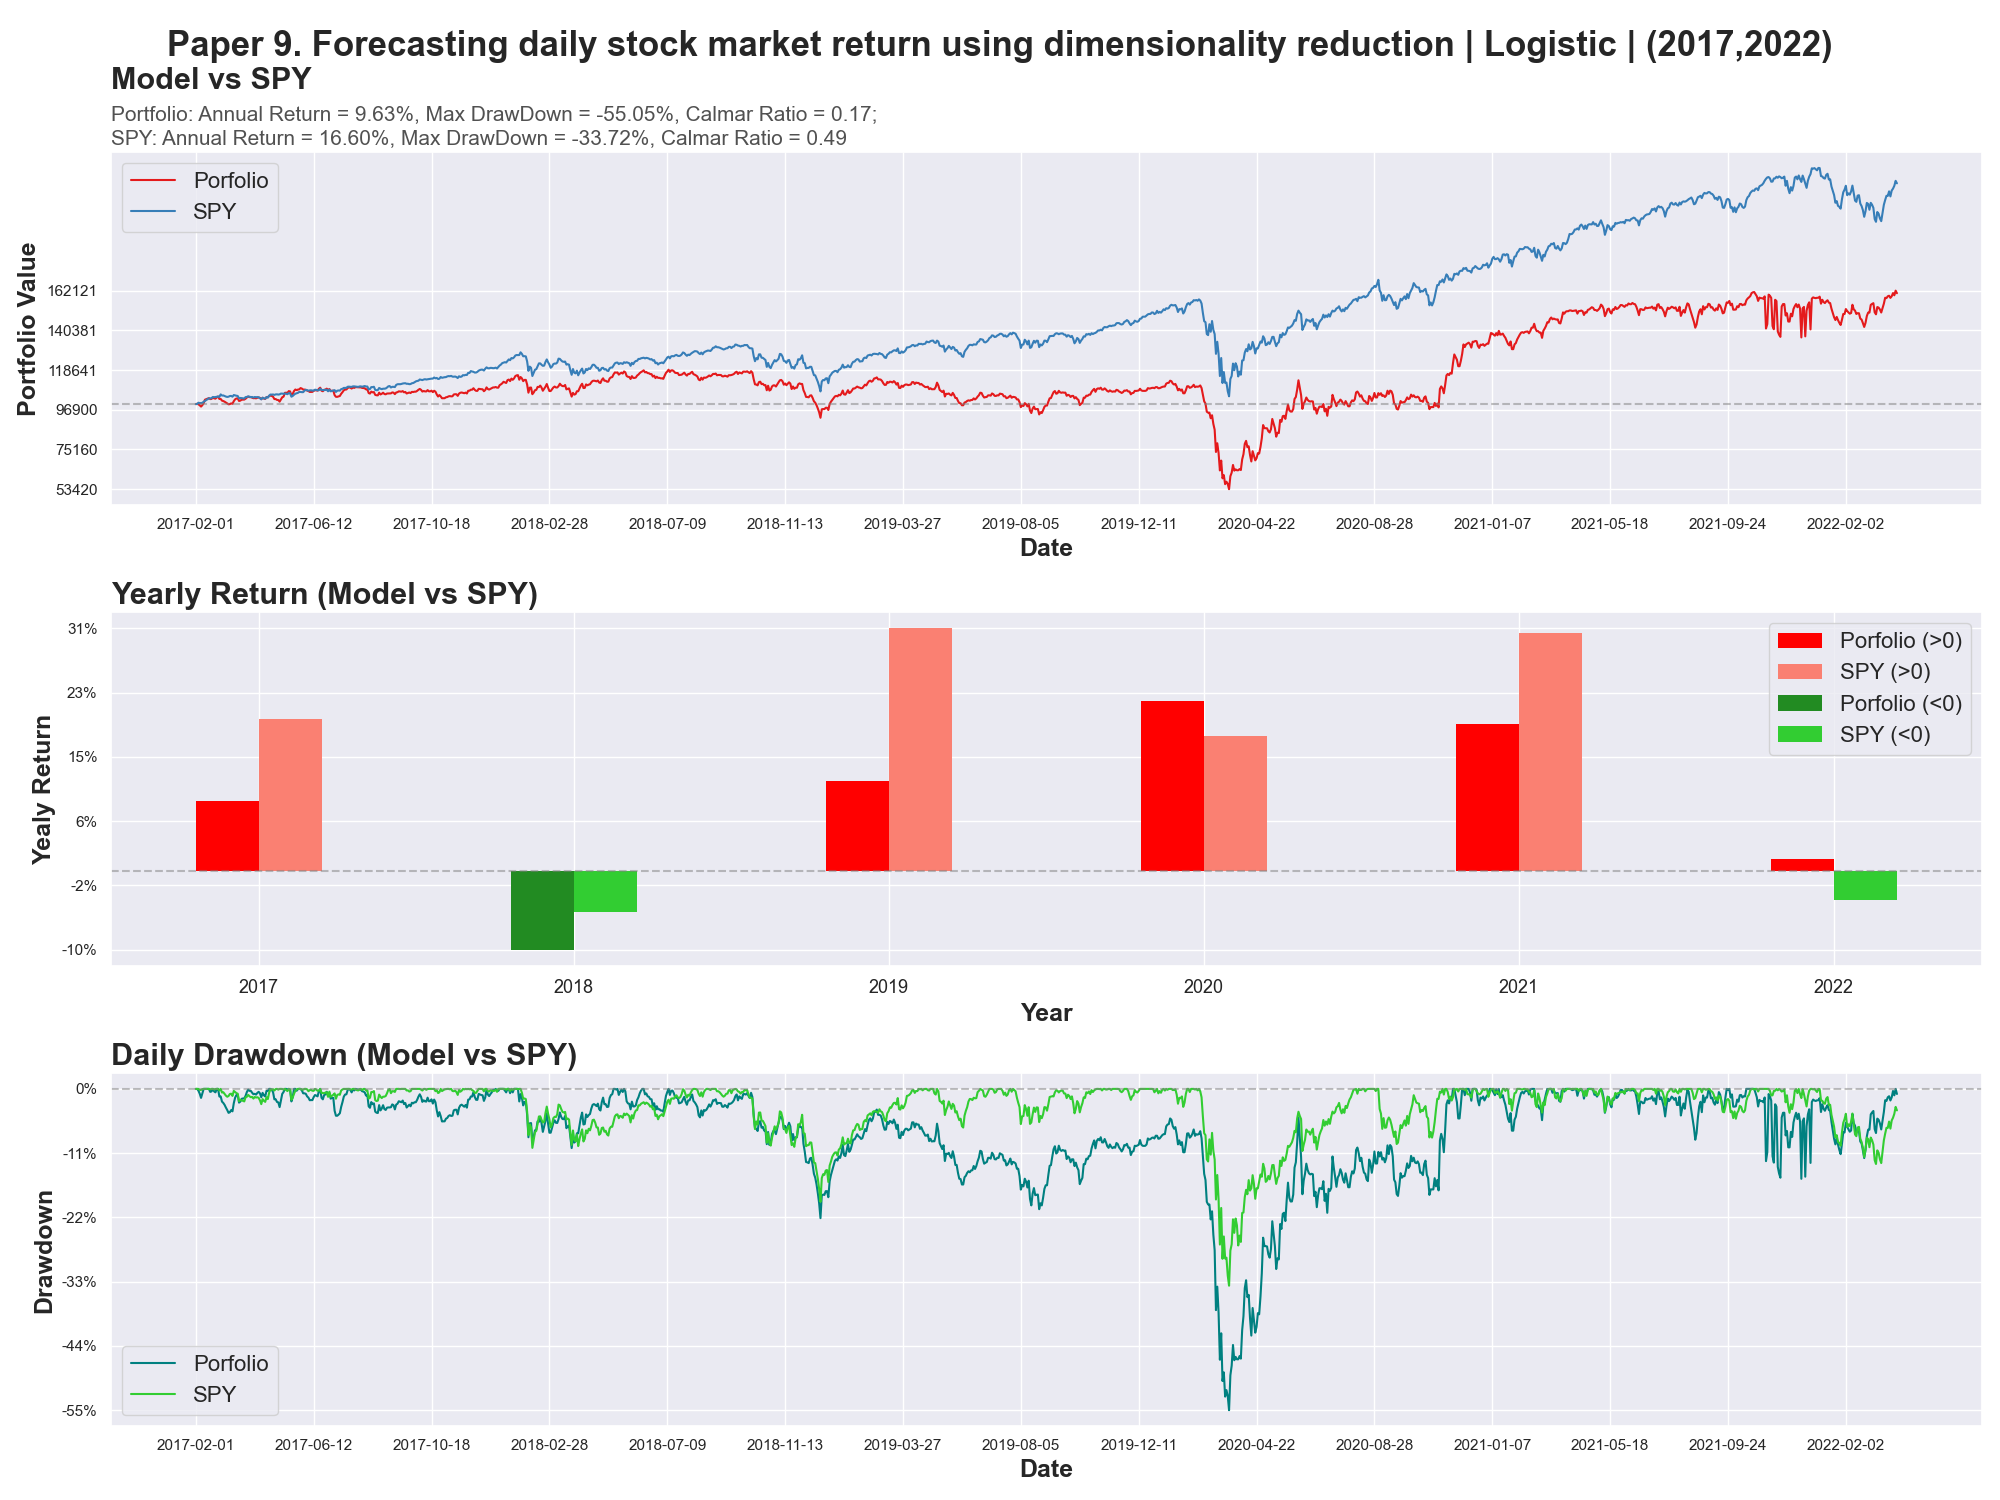 Paper 9. Forecasting daily stock market return using dimensionality reduction | Logistic | (2017,2022)
Model vs SPY
Portfolio: Annual Return = 9.63%, Max DrawDown = -55.05%, Calmar Ratio = 0.17;
SPY: Annual Return = 16.60%, Max DrawDown = -33.72%, Calmar Ratio = 0.49
Porfolio
SPY
Portfolio Value
162121
140381
118641
96900
75160
53420
2017-02-01 2017-06-12 2017-10-18 2018-02-28 2018-07-09 2018-11-13 2019-03-27 2019-08-05 2019-12-11 2020-04-22 2020-08-28 2021-01-07 2021-05-18 2021-09-24 2022-02-02
Date
Yearly Return (Model vs SPY)
Porfolio (>0)
SPY (>0)
Porfolio (<0)
SPY (<0)
Yealy Return
31%
23%
15%
6%
-2%
-10%
2017 2018 2019 2020 2021 2022
Year
Daily Drawdown (Model vs SPY)
Drawdown
0%
-11%
-22%
-33%
-44%
-55%
Porfolio
SPY
2017-02-01 2017-06-12 2017-10-18 2018-02-28 2018-07-09 2018-11-13 2019-03-27 2019-08-05 2019-12-11 2020-04-22 2020-08-28 2021-01-07 2021-05-18 2021-09-24 2022-02-02
Date